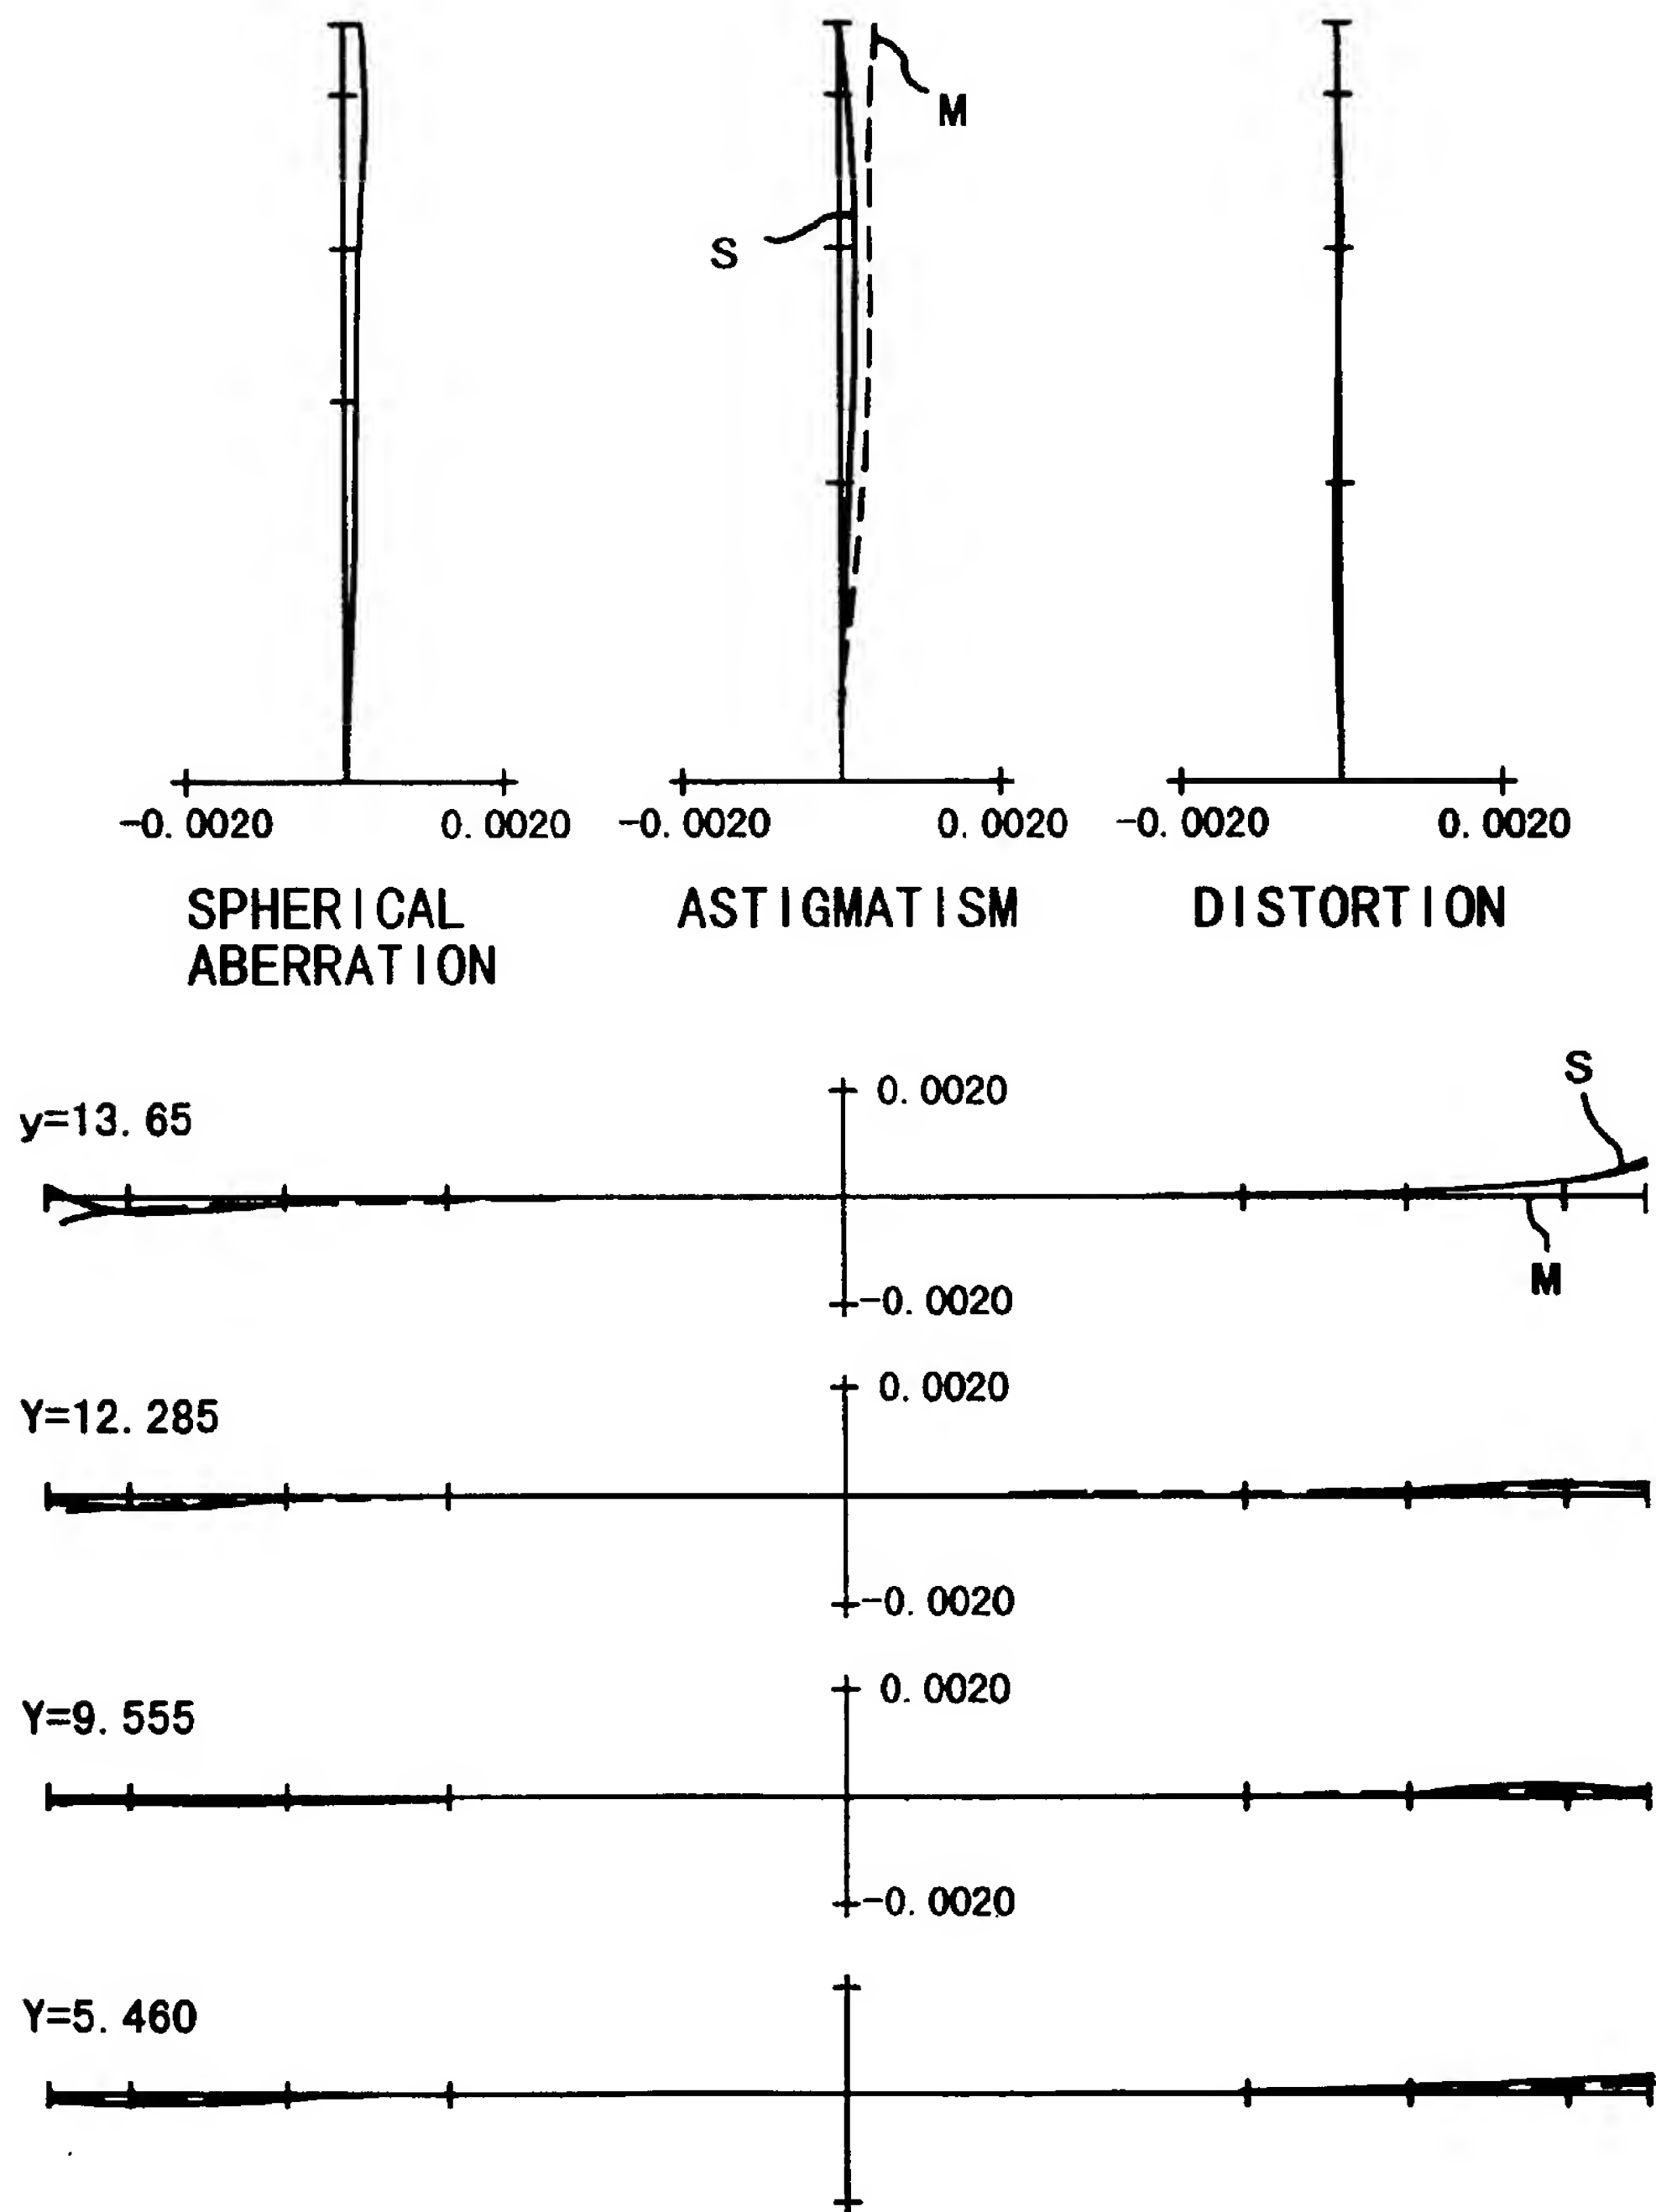 M
S
-0.0020 0.0020 -0.0020 0.0020 -0.0020 0.0020
SPHERICAL ABERRATION
ASTIGMATISM
DISTORTION
y=13.65
0.0020
S
M
-0.0020
Y=12.285
0.0020
-0.0020
Y=9.555
0.0020
-0.0020
Y=5.460